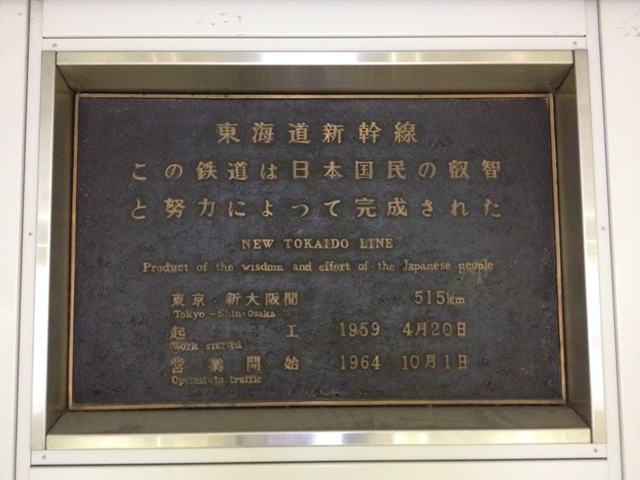 東海道新幹線
この鉄道は日本国民の叡智
と努力によって完成された
NEW TOKAIDO LINE
Product of the wisdom and effort of the Japanese people
東京・新大阪間 515km
Tokyo-Shin-Osaka
起工 1959 4月20日
Work started
営業開始 1964 10月1日
Opened to traffic